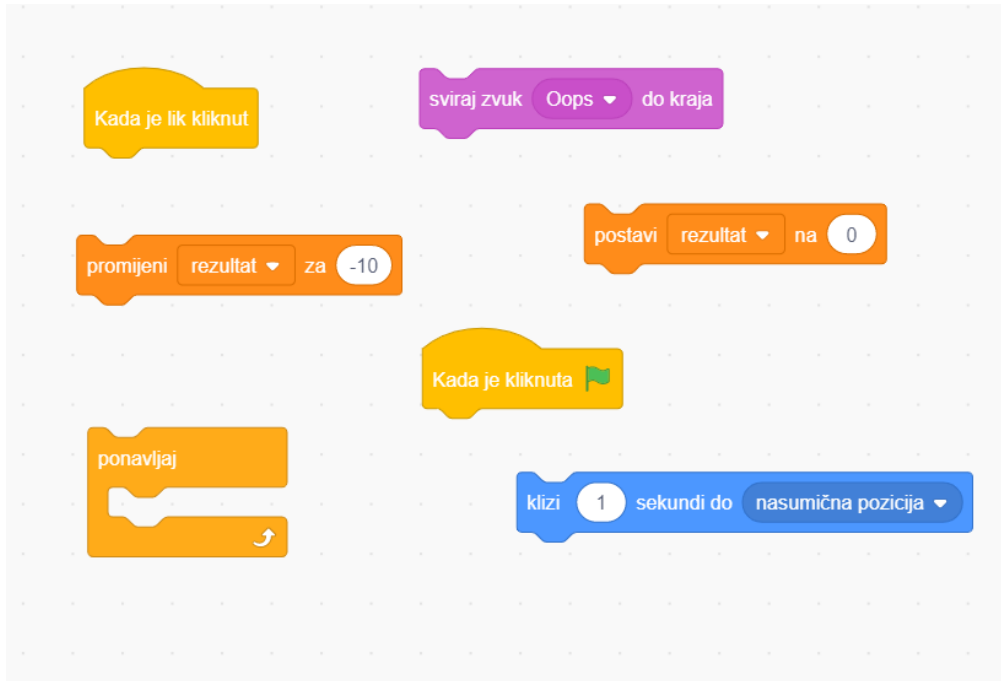 Kada je lik kliknut
sviraj zvuk Oops do kraja
promijeni rezultat za -10
postavi rezultat na 0
Kada je kliknuta
ponavljaj
klizi 1 sekundi do nasumična pozicija